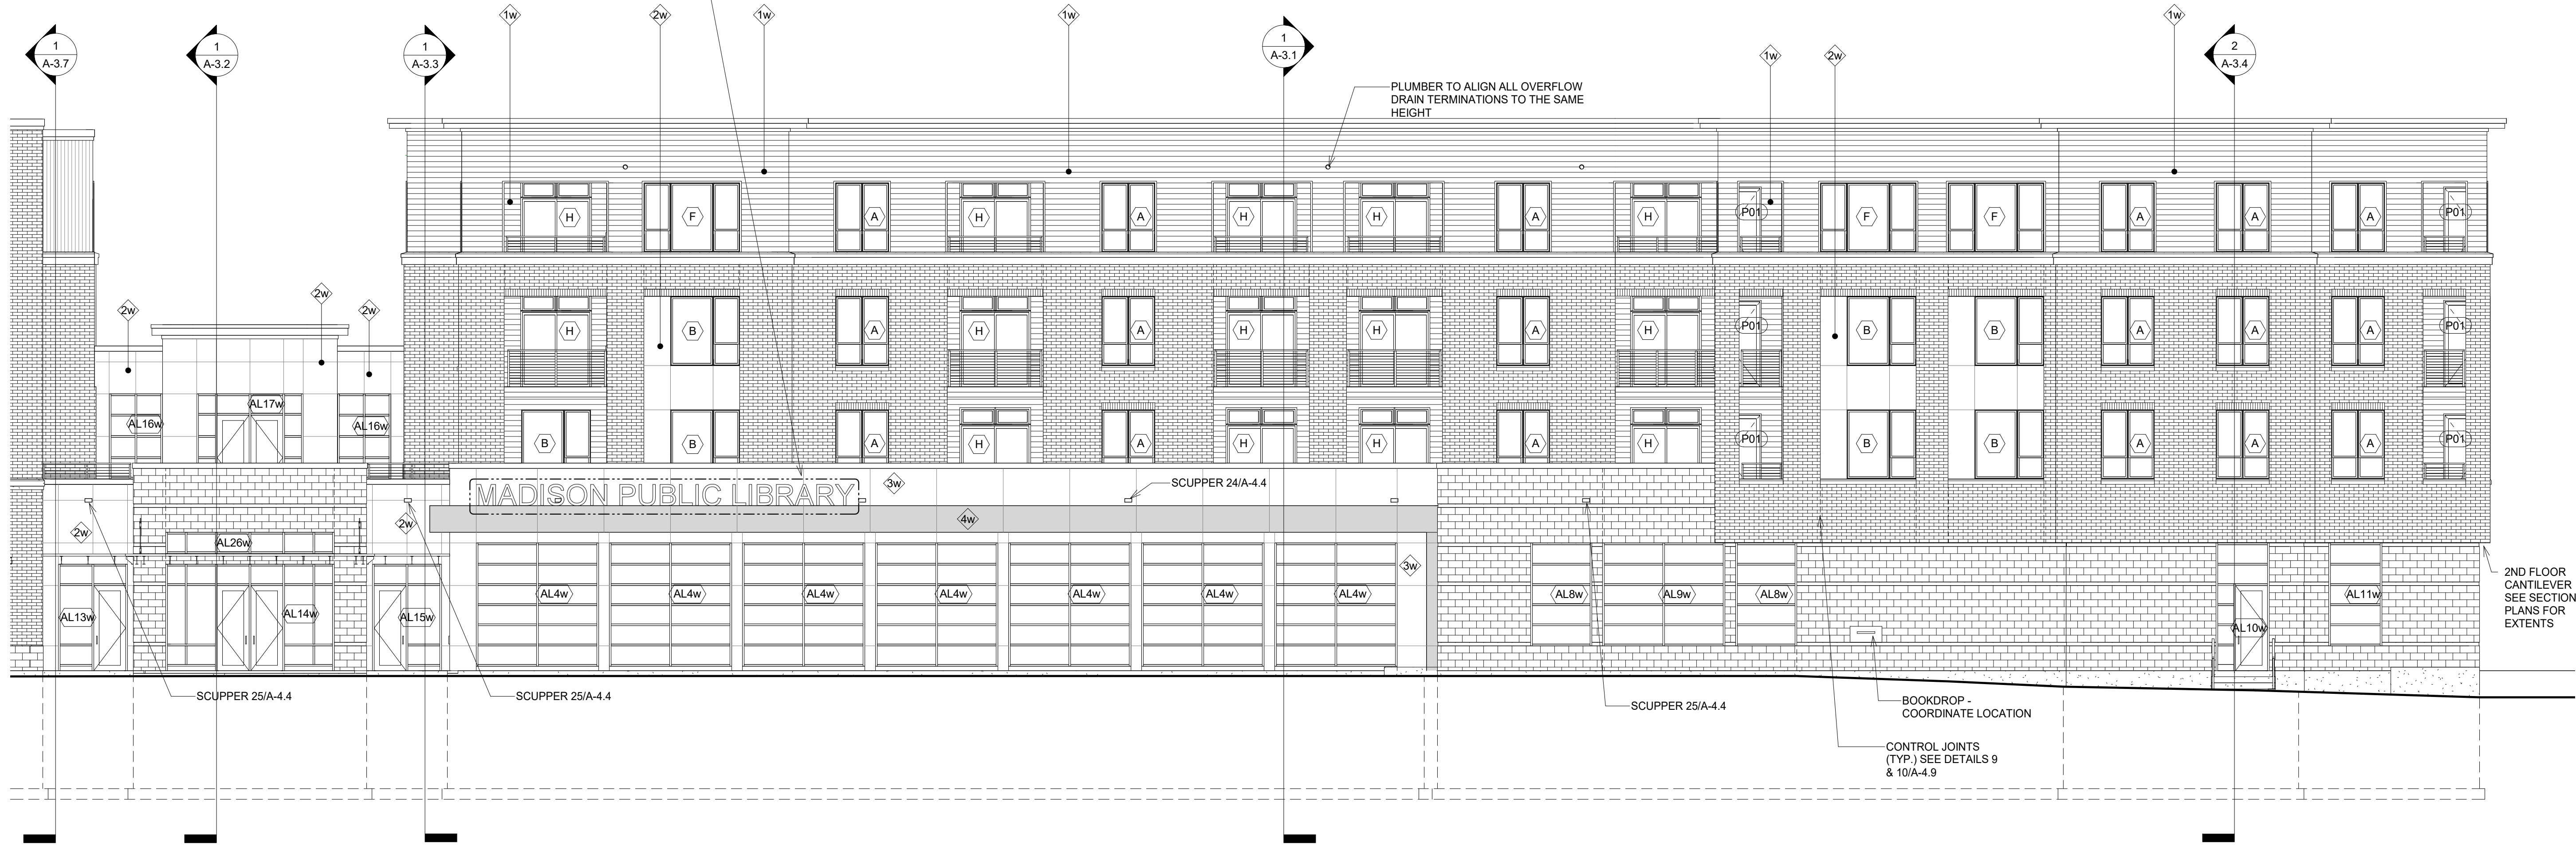 1w
2w
1w
1w
1w
1
A-3.7
1
A-3.2
1
A-3.3
1
A-3.1
1w
2w
2
A-3.4
PLUMBER TO ALIGN ALL OVERFLOW
DRAIN TERMINATIONS TO THE SAME
HEIGHT
H
F
A
H
A
H
H
A
H
P01
F
F
A
A
A
P01
2w
2w
2w
H
B
A
H
A
H
H
A
H
P01
B
B
A
A
A
P01
AL16w
AL17w
AL16w
B
B
A
H
A
H
H
A
H
P01
B
B
A
A
A
P01
MADISON PUBLIC LIBRARY
3w
SCUPPER 24/A-4.4
2w
AL26w
2w
4w
3w
AL13w
AL14w
AL15w
AL4w
AL4w
AL4w
AL4w
AL4w
AL4w
AL4w
AL8w
AL9w
AL8w
AL10w
AL11w
2ND FLOOR
CANTILEVER
SEE SECTION
PLANS FOR
EXTENTS
SCUPPER 25/A-4.4
SCUPPER 25/A-4.4
SCUPPER 25/A-4.4
BOOKDROP -
COORDINATE LOCATION
CONTROL JOINTS
(TYP.) SEE DETAILS 9
& 10/A-4.9